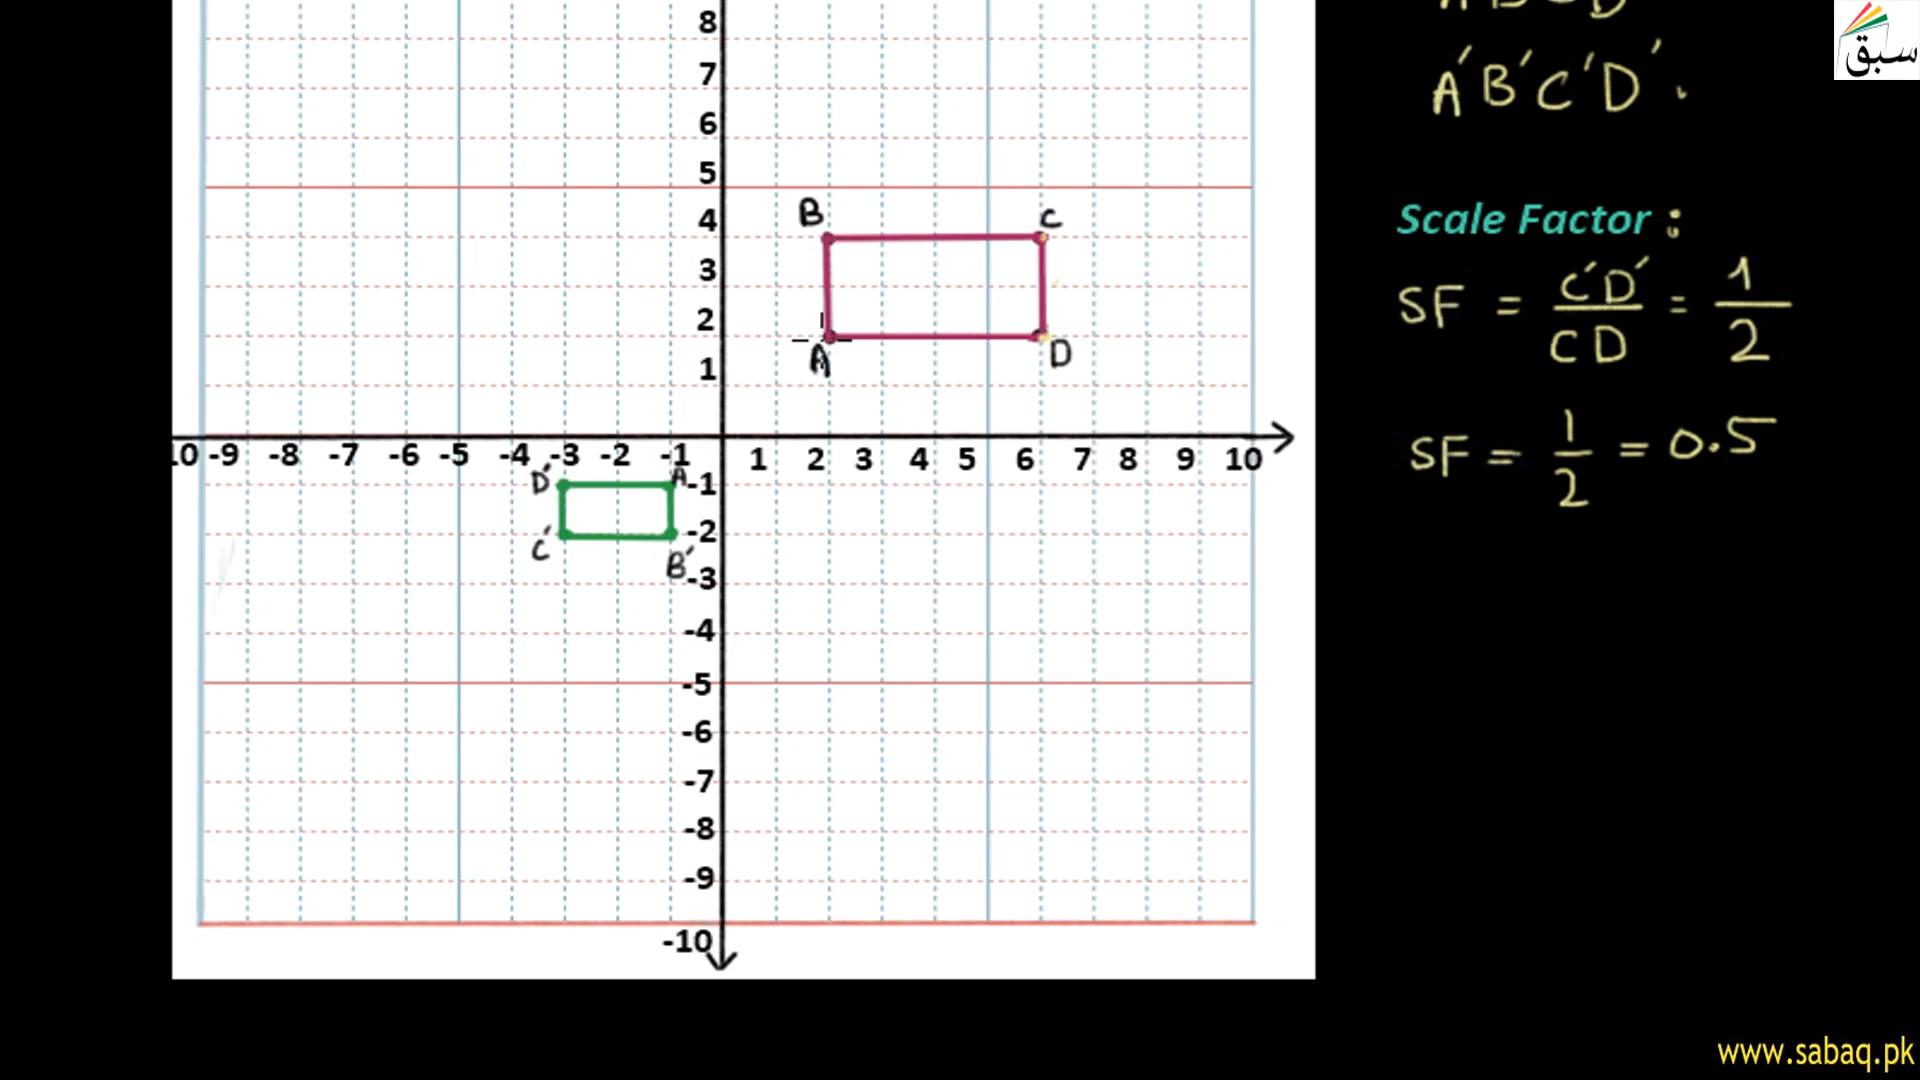 A'B'C'D'.
سبق
Scale Factor :
SF = C'D' / CD = 1/2
SF = 1/2 = 0.5
8
7
6
5
4
3
2
1
B
C
A
D
10 -9 -8 -7 -6 -5 -4 -3 -2 -1 1 2 3 4 5 6 7 8 9 10
D'
A
C'
B'
-1
-2
-3
-4
-5
-6
-7
-8
-9
-10
www.sabaq.pk